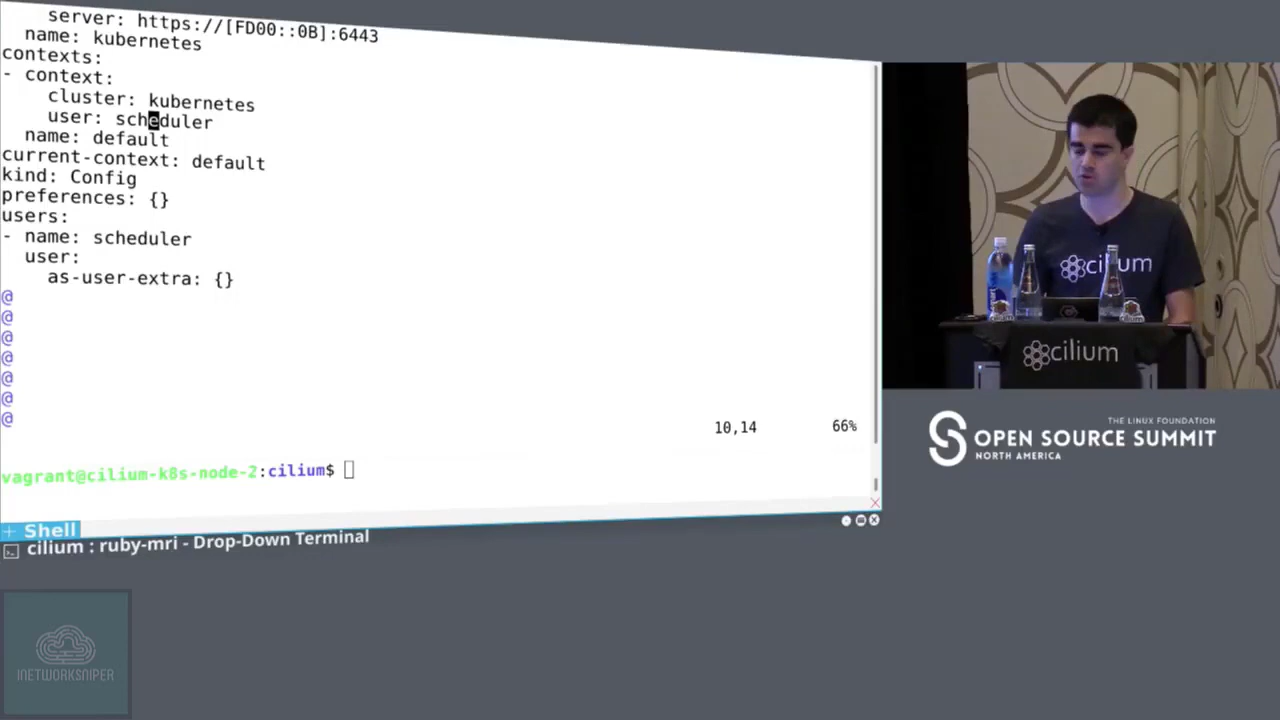 server: https://[FD00::0B]:6443
name: kubernetes
contexts:
- context:
cluster: kubernetes
user: scheduler
name: default
current-context: default
kind: Config
preferences: {}
users:
- name: scheduler
user:
as-user-extra: {}
@
@
@
@
@
@
@
10,14 66%
vagrant@cilium-k8s-node-2:cilium$
+ Shell
cilium : ruby-mri - Drop-Down Terminal
cilium
cilium
THE LINUX FOUNDATION
OPEN SOURCE SUMMIT
NORTH AMERICA
INETWORKSNIPER